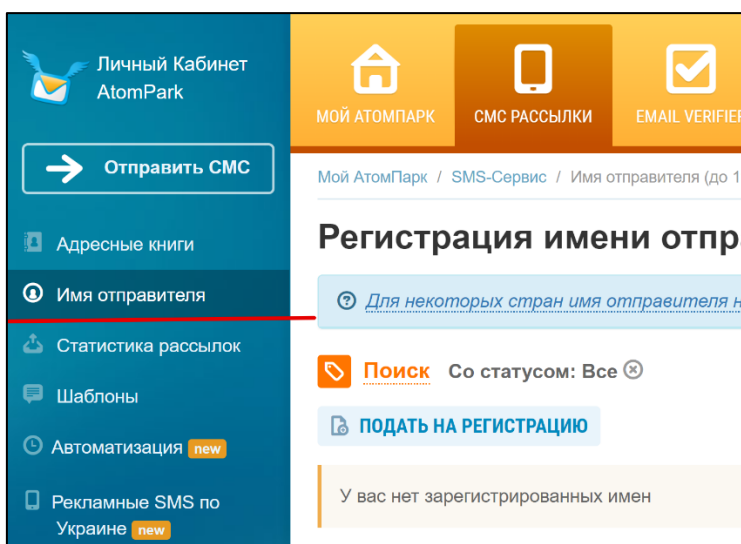 Личный Кабинет
AtomPark
Отправить СМС
Адресные книги
Имя отправителя
Статистика рассылок
Шаблоны
Автоматизация new
Рекламные SMS по
Украине new
МОЙ АТОМПАРК
СМС РАССЫЛКИ
EMAIL VERIFIER
Мой АтомПарк / SMS-Сервис / Имя отправителя (до 1
Регистрация имени отпр
Для некоторых стран имя отправителя н
Поиск Со статусом: Все
ПОДАТЬ НА РЕГИСТРАЦИЮ
У вас нет зарегистрированных имен